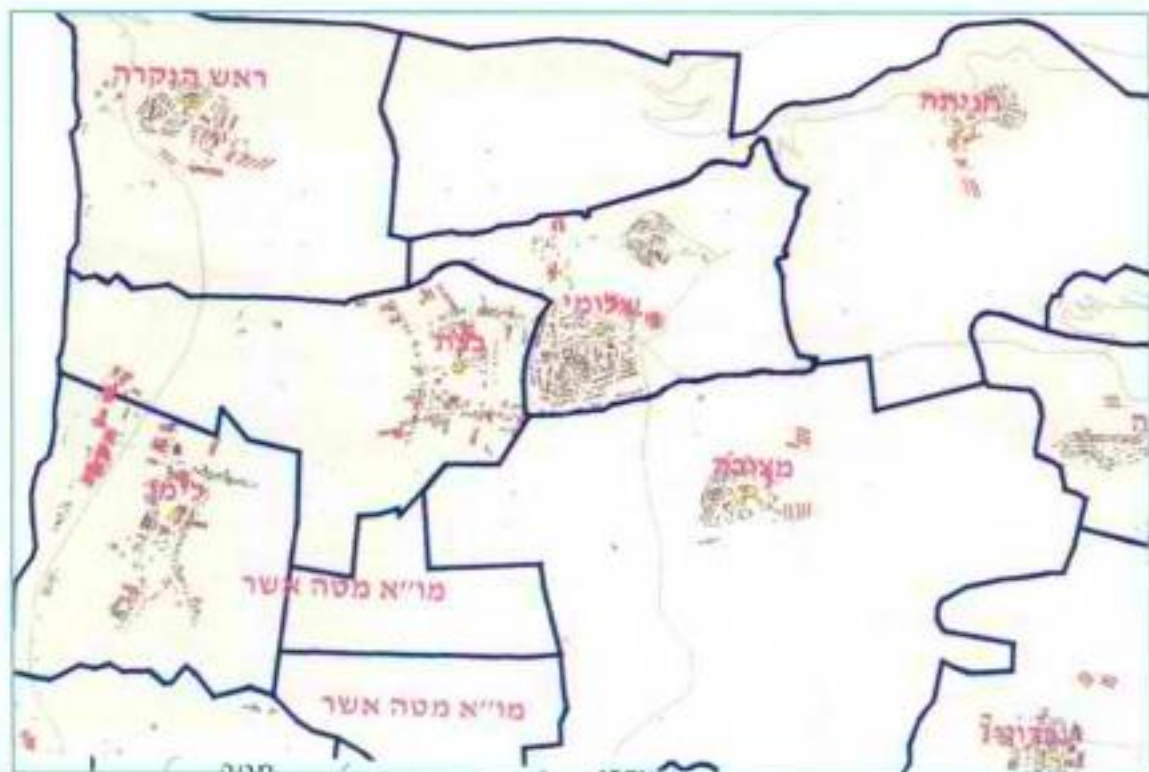 ראש הנקרה
חניתה
שלומי
בצת
מצובה
לימן
מו״א מטה אשר
מו״א מטה אשר